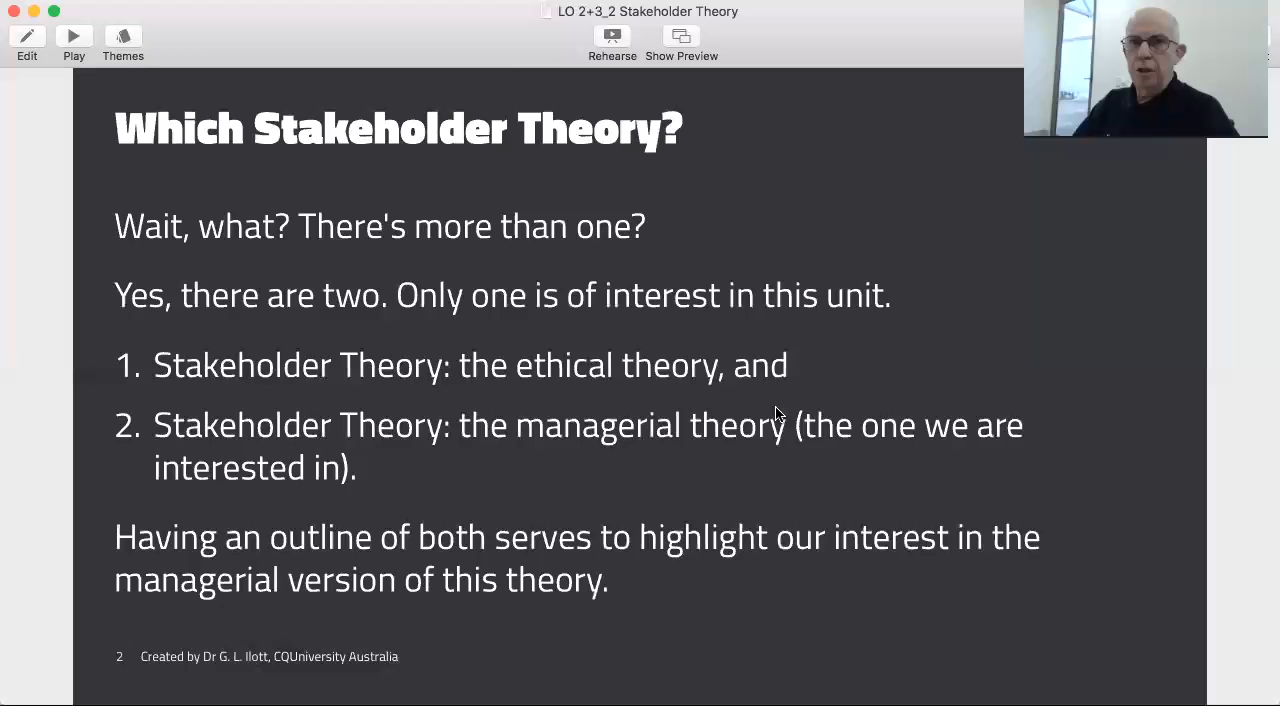 LO 2+3_2 Stakeholder Theory
Edit
Play
Themes
Rehearse
Show Preview
Which Stakeholder Theory?
Wait, what? There's more than one?
Yes, there are two. Only one is of interest in this unit.
1. Stakeholder Theory: the ethical theory, and
2. Stakeholder Theory: the managerial theory (the one we are
interested in).
Having an outline of both serves to highlight our interest in the
managerial version of this theory.
2 Created by Dr G. L. Ilott, CQUniversity Australia